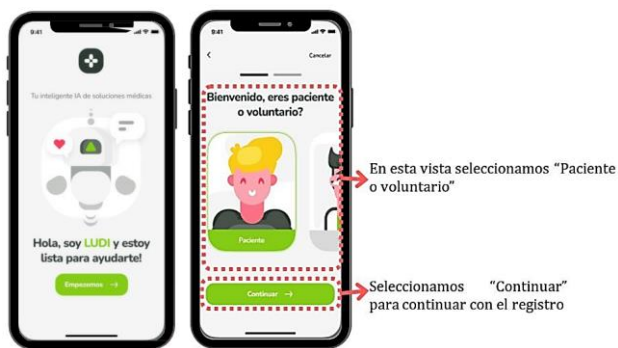 9:41
Tu inteligente IA de soluciones médicas
Hola, soy LUDI y estoy
lista para ayudarte!
Empezemos →
9:41
Cancelar
Bienvenido, eres paciente
o voluntario?
Paciente
Continuar →
En esta vista seleccionamos “Paciente
o voluntario”
Seleccionamos “Continuar”
para continuar con el registro